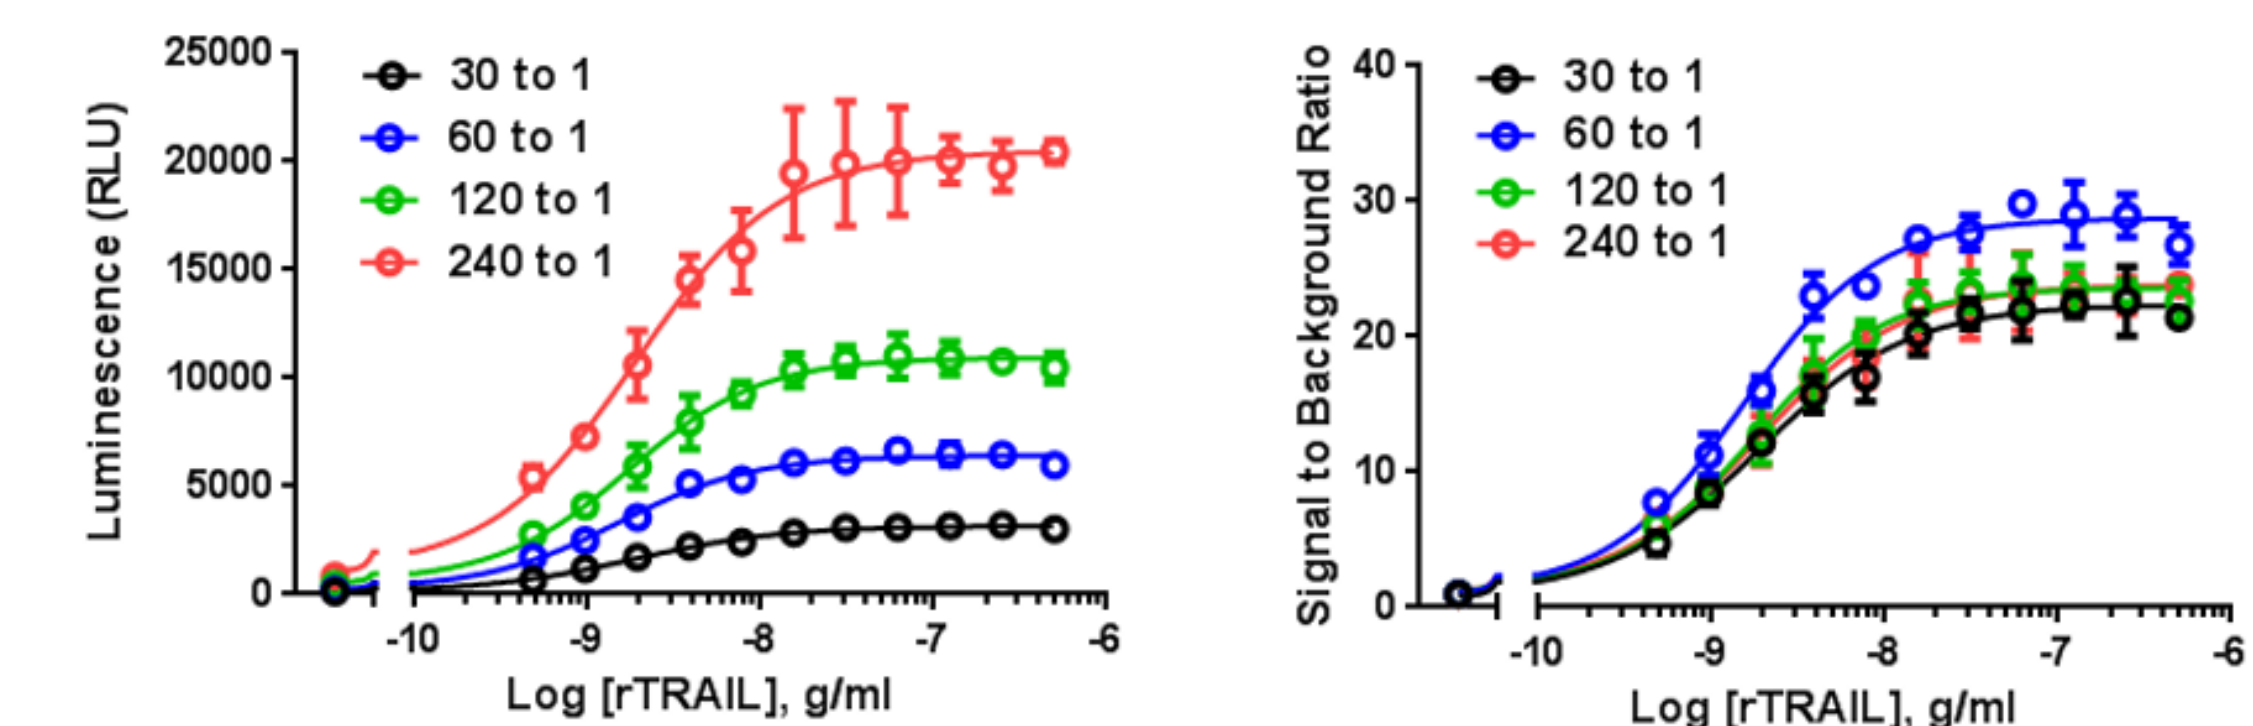 Luminescence (RLU)
25000
20000
15000
10000
5000
0
30 to 1
60 to 1
120 to 1
240 to 1
-10 -9 -8 -7 -6
Log [rTRAIL], g/ml
Signal to Background Ratio
40
30
20
10
0
30 to 1
60 to 1
120 to 1
240 to 1
-10 -9 -8 -7 -6
Log [rTRAIL], g/ml